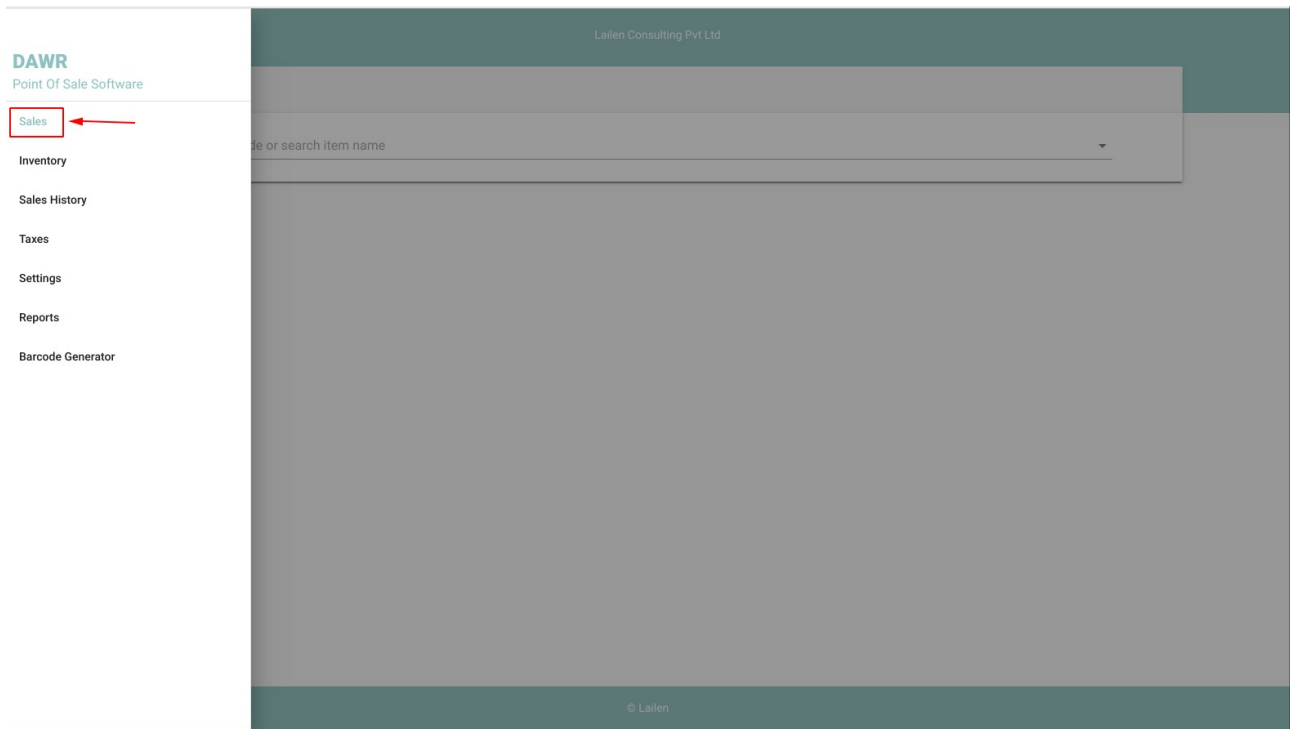 Lailen Consulting Pvt Ltd
DAWR
Point Of Sale Software
Sales
Inventory
Sales History
Taxes
Settings
Reports
Barcode Generator
or search item name
© Lailen